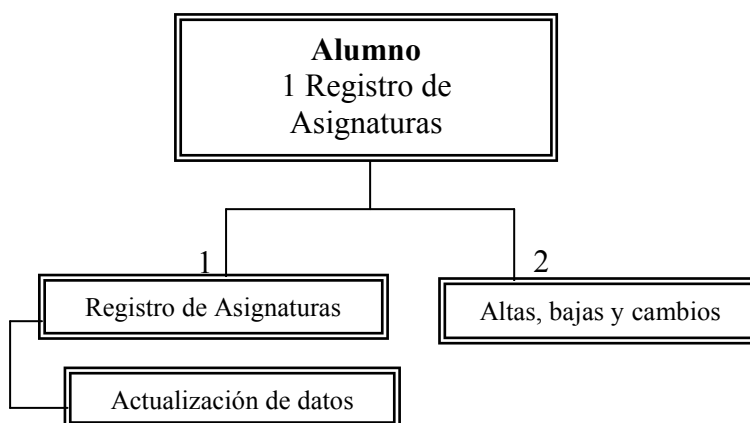 Alumno
1 Registro de
Asignaturas
1
2
Registro de Asignaturas
Altas, bajas y cambios
Actualización de datos